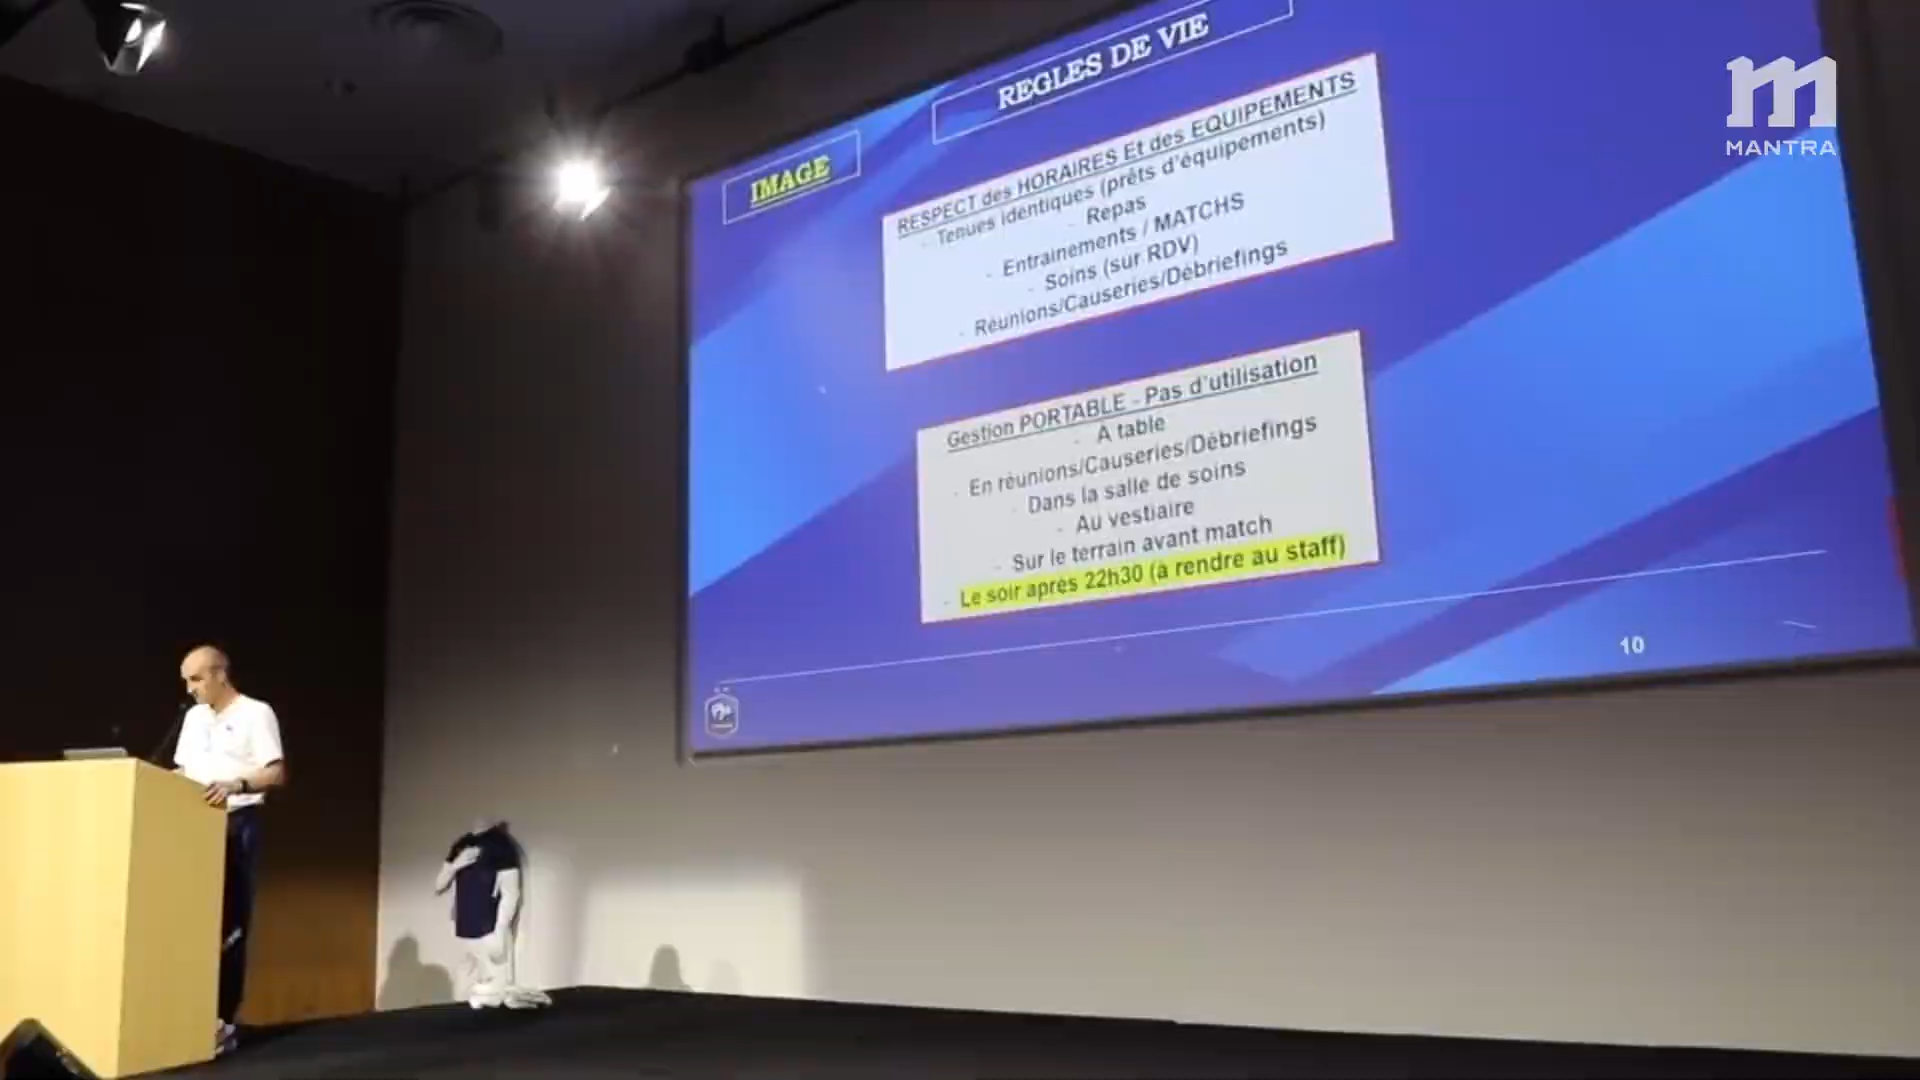 REGLES DE VIE
IMAGE
RESPECT des HORAIRES Et des EQUIPEMENTS
- Tenues identiques (prêts d'équipements)
- Repas
- Entrainements / MATCHS
- Soins (sur RDV)
- Réunions/Causeries/Débriefings
Gestion PORTABLE - Pas d'utilisation
- A table
- En réunions/Causeries/Débriefings
- Dans la salle de soins
- Au vestiaire
- Sur le terrain avant match
- Le soir après 22h30 (à rendre au staff)
10
m
MANTRA